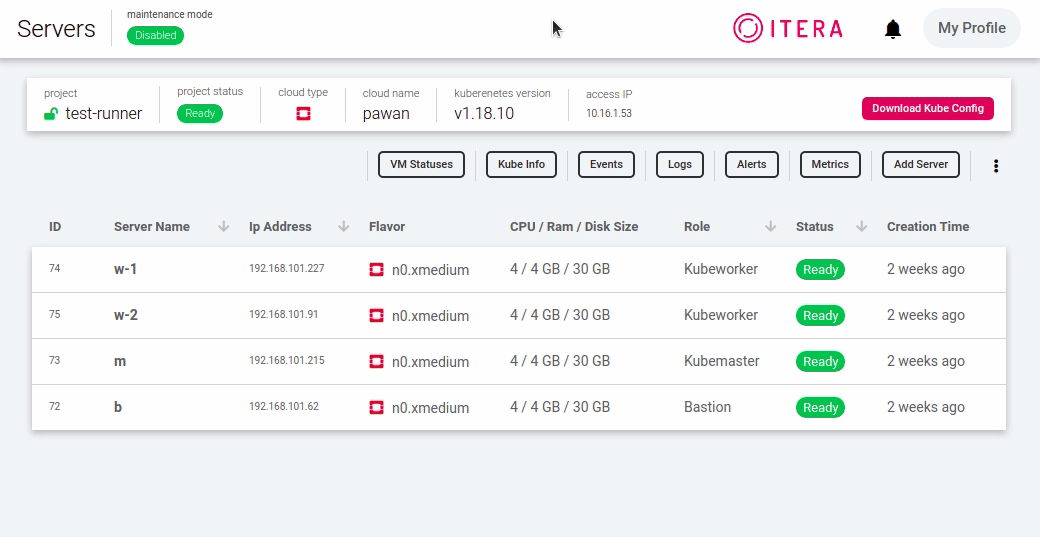 Servers
maintenance mode
Disabled
ITERA
My Profile
project
test-runner
project status
Ready
cloud type
cloud name
pawan
kuberenetes version
v1.18.10
access IP
10.16.1.53
Download Kube Config
VM Statuses Kube Info Events Logs Alerts Metrics Add Server
ID Server Name Ip Address Flavor CPU / Ram / Disk Size Role Status Creation Time
74 w-1 192.168.101.227 n0.xmedium 4 / 4 GB / 30 GB Kubeworker Ready 2 weeks ago
75 w-2 192.168.101.91 n0.xmedium 4 / 4 GB / 30 GB Kubeworker Ready 2 weeks ago
73 m 192.168.101.215 n0.xmedium 4 / 4 GB / 30 GB Kubemaster Ready 2 weeks ago
72 b 192.168.101.62 n0.xmedium 4 / 4 GB / 30 GB Bastion Ready 2 weeks ago